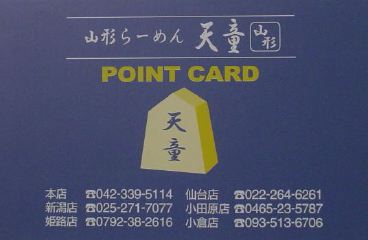 山形らーめん 天童 山形
POINT CARD
天童
本店 ☎042-339-5114 仙台店 ☎022-264-6261
新潟店 ☎025-271-7077 小田原店 ☎0465-23-5787
姫路店 ☎0792-38-2616 小倉店 ☎093-513-6706